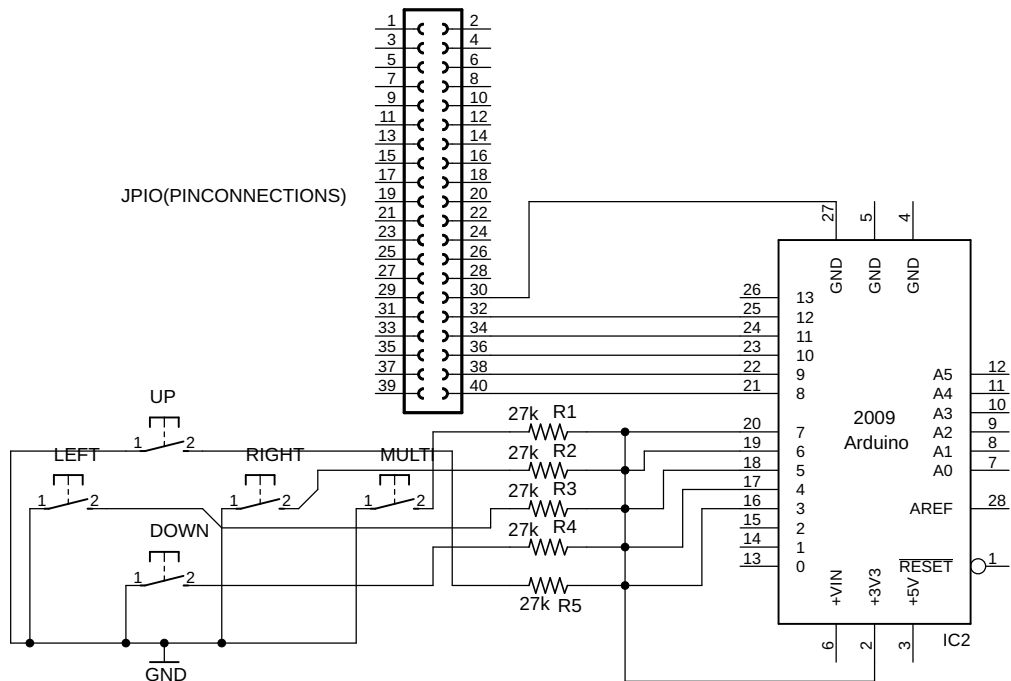 1 2
3 4
5 6
7 8
9 10
11 12
13 14
15 16
17 18
JPIO(PINCONNECTIONS)
19 20
21 22
23 24
25 26
27 28
29 30
31 32
33 34
35 36
37 38
39 40
27 5 4
GND GND GND
26 13
25 12
24 11
23 10
22 9
21 8
20 7
19 6
18 5
17 4
16 3
15 2
14 1
13 0
2009
Arduino
A5 12
A4 11
A3 10
A2 9
A1 8
A0 7
AREF 28
RESET 1
+VIN +3V3 +5V
6 2 3
IC2
UP
1 2
LEFT
1 2
RIGHT
1 2
MULTI
1 2
DOWN
1 2
GND
27k R1
27k R2
27k R3
27k R4
27k R5